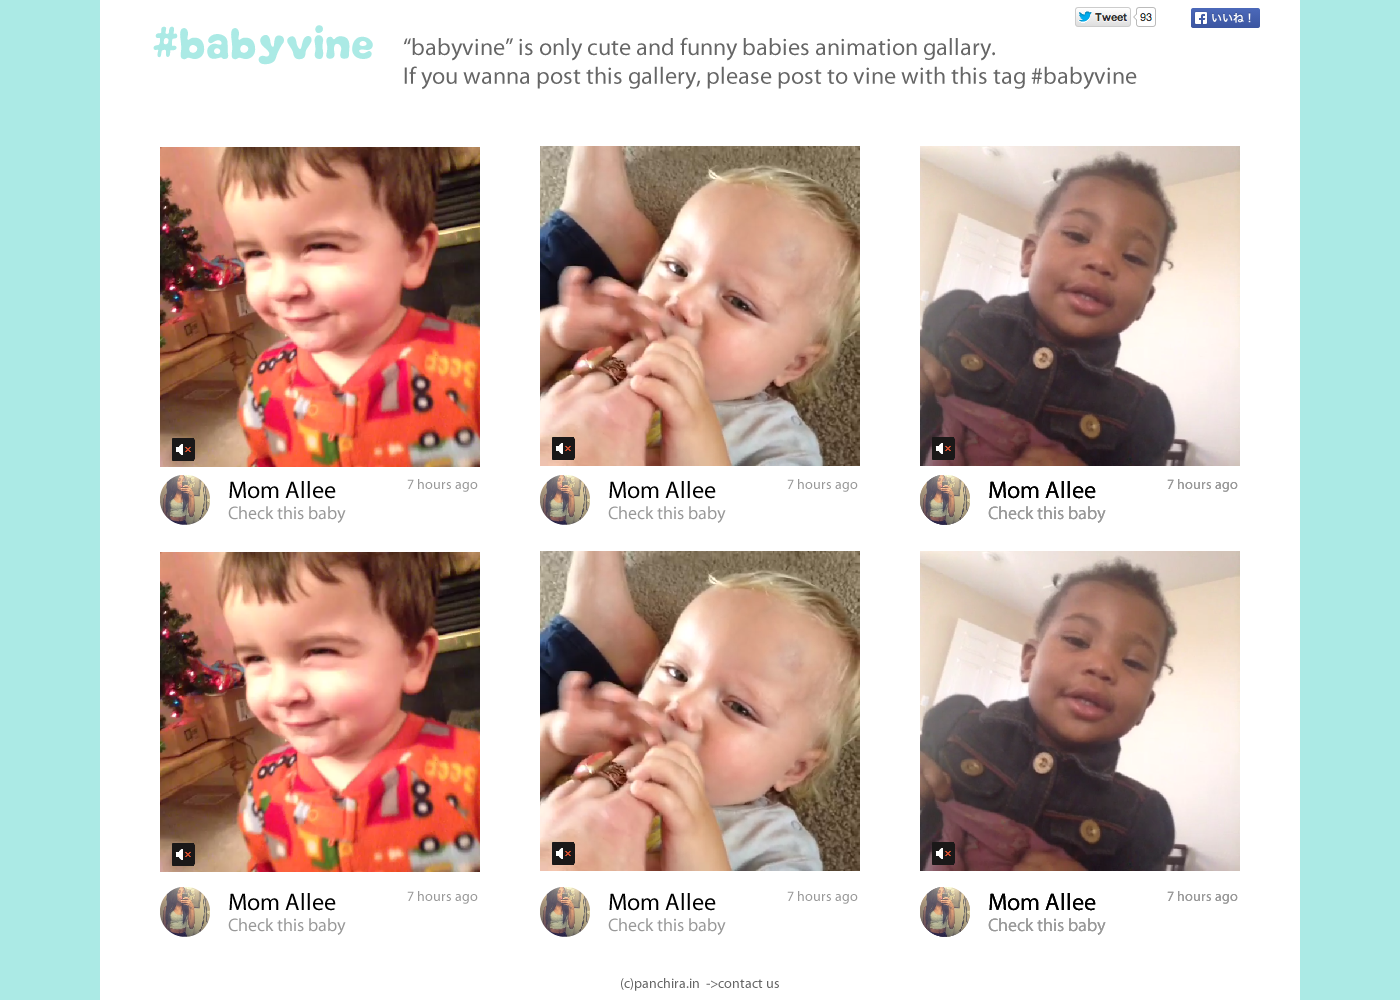 Tweet 93 いいね！
#babyvine
“babyvine” is only cute and funny babies animation gallary.
If you wanna post this gallery, please post to vine with this tag #babyvine
Mom Allee 7 hours ago
Check this baby
Mom Allee 7 hours ago
Check this baby
Mom Allee 7 hours ago
Check this baby
Mom Allee 7 hours ago
Check this baby
Mom Allee 7 hours ago
Check this baby
Mom Allee 7 hours ago
Check this baby
(c)panchira.in ->contact us